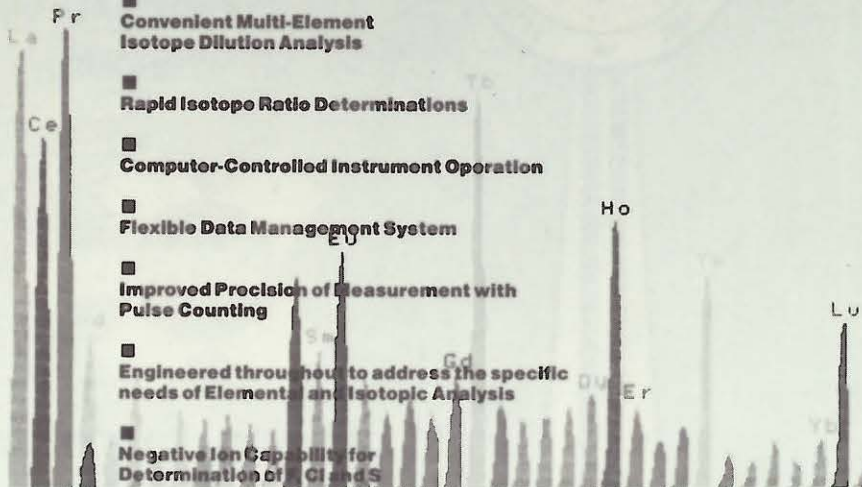 Pr
Convenient Multi-Element
Isotope Dilution Analysis
La
Tb
Rapid Isotope Ratio Determinations
Ce
Computer-Controlled Instrument Operation
Ho
Flexible Data Management System
Eu
Improved Precision of Measurement with
Pulse Counting
Lu
Sm
Gd
Engineered throughout to address the specific
needs of Elemental and Isotopic Analysis
Dy
Er
Yb
Negative Ion Capability for
Determination of F, Cl and S